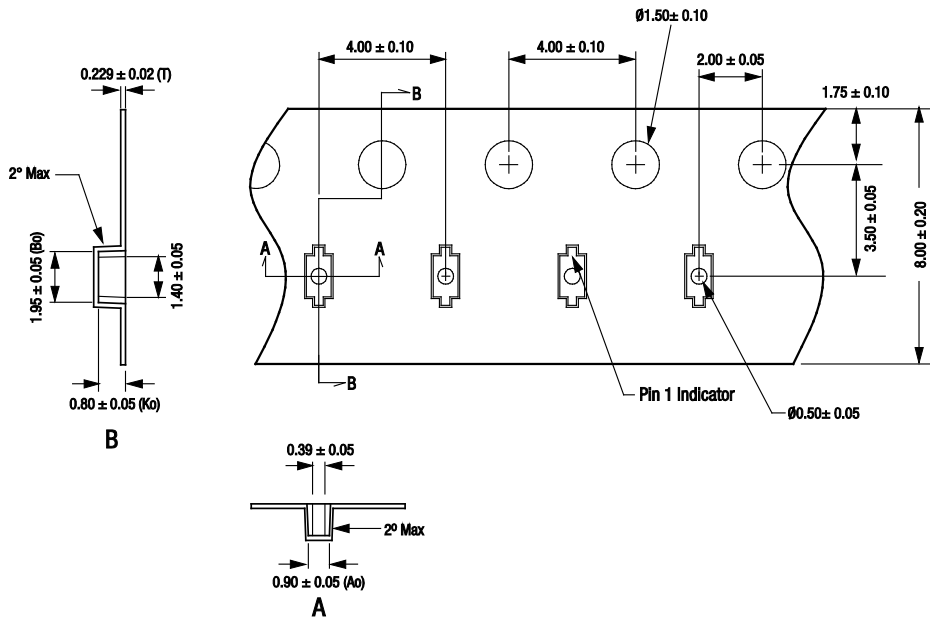 Ø1.50± 0.10
4.00 ± 0.10
4.00 ± 0.10
2.00 ± 0.05
0.229 ± 0.02 (T)
B
1.75 ± 0.10
2° Max
3.50 ± 0.05
8.00 ± 0.20
A
A
1.95 ± 0.05 (Bo)
1.40 ± 0.05
B
Pin 1 Indicator
0.80 ± 0.05 (Ko)
Ø0.50± 0.05
B
0.39 ± 0.05
2º Max
0.90 ± 0.05 (Ao)
A